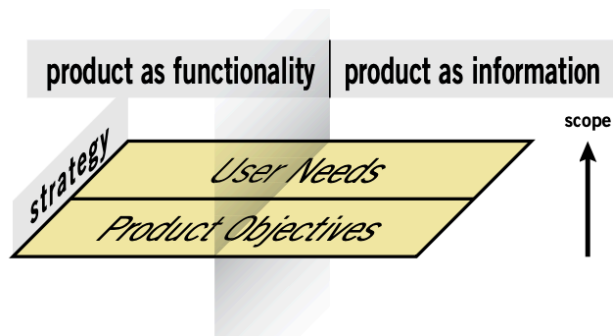 product as functionality
product as information
scope
strategy
User Needs
Product Objectives